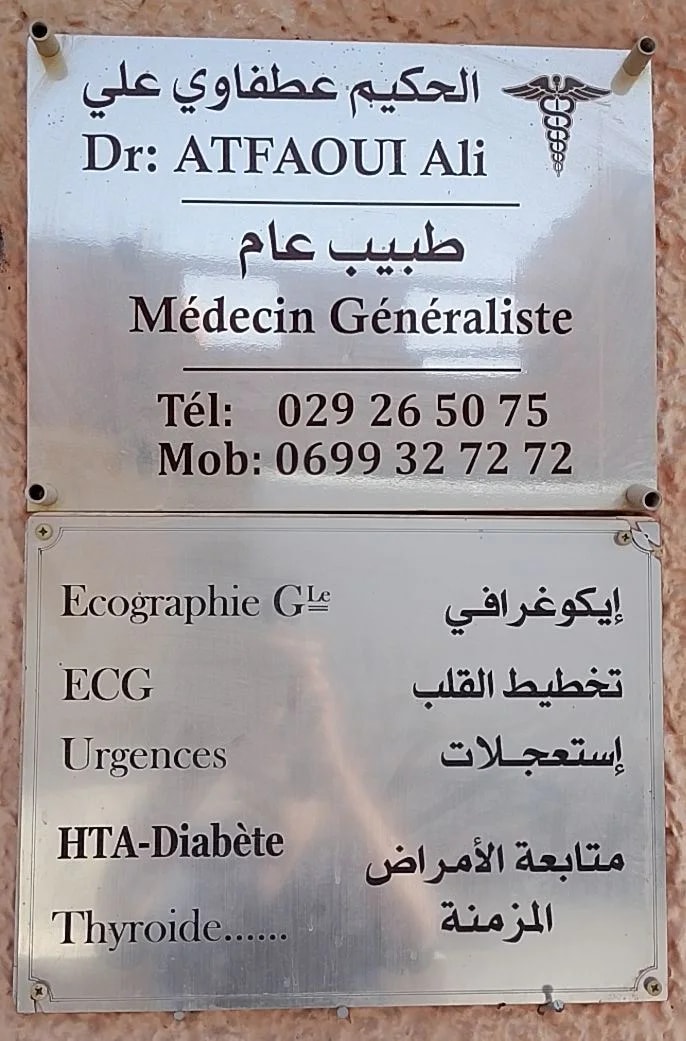 الحكيم عطفاوي علي
Dr: ATFAOUI Ali
طبيب عام
Médecin Généraliste
Tél: 029 26 50 75
Mob: 0699 32 72 72
Ecographie GLe إيكوغرافي
ECG تخطيط القلب
Urgences إستعجـلات
HTA-Diabète متابعة الأمراض
Thyroide...... المزمنة